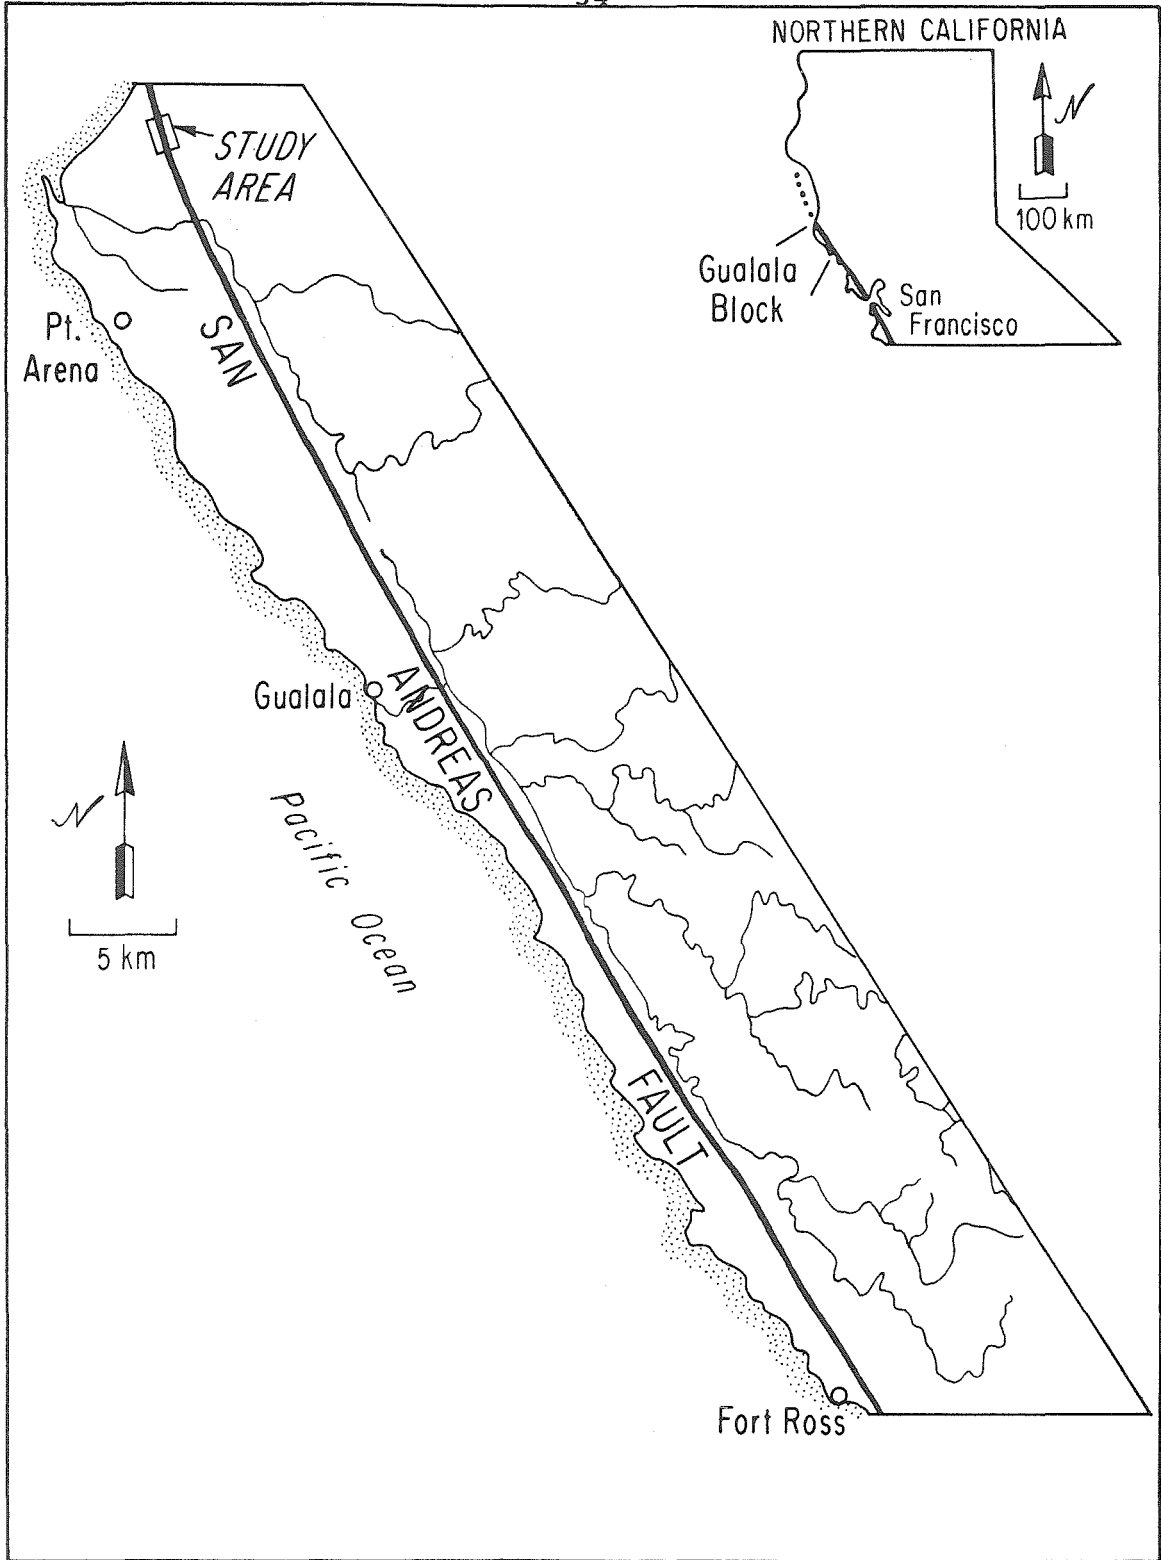 NORTHERN CALIFORNIA
N
100 km
Gualala
Block
San
Francisco
STUDY
AREA
Pt.
Arena
SAN
ANDREAS
FAULT
Gualala
N
5 km
Pacific Ocean
Fort Ross